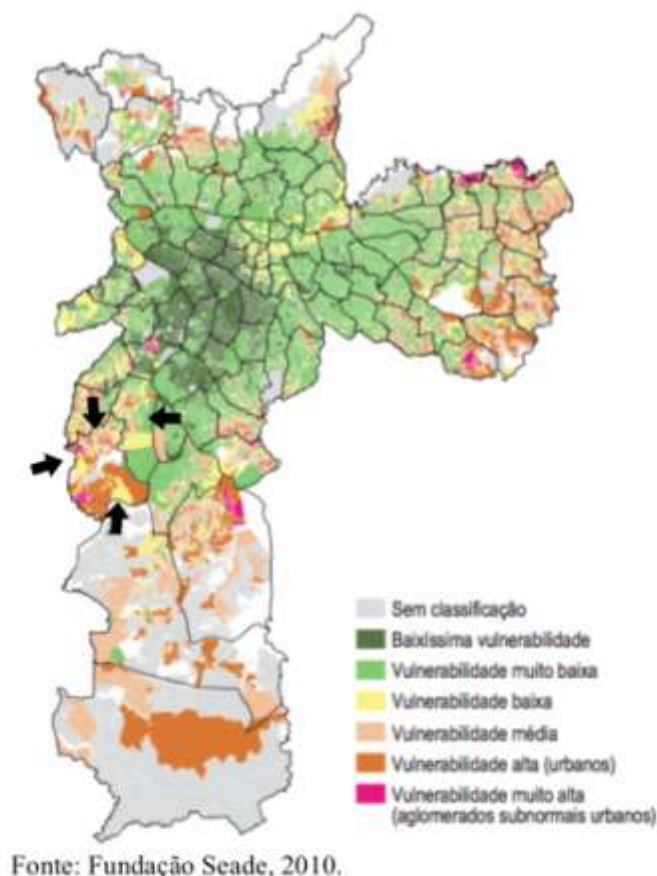 Sem classificação
Baixíssima vulnerabilidade
Vulnerabilidade muito baixa
Vulnerabilidade baixa
Vulnerabilidade média
Vulnerabilidade alta (urbanos)
Vulnerabilidade muito alta
(aglomerados subnormais urbanos)
Fonte: Fundação Seade, 2010.